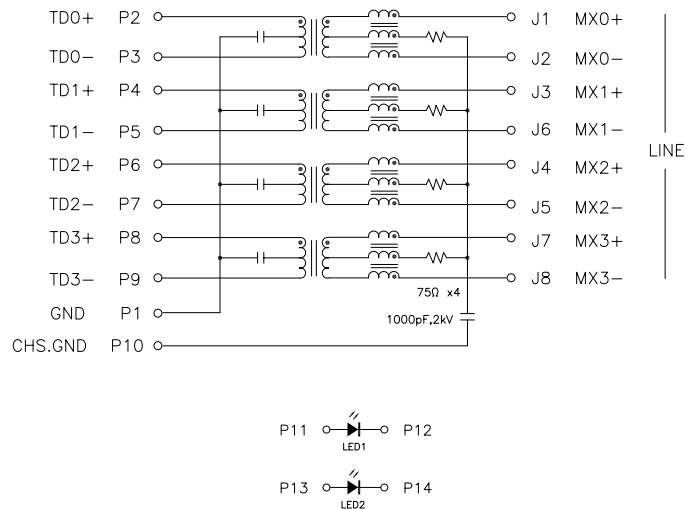 TD0+ P2 J1 MX0+
TD0- P3 J2 MX0-
TD1+ P4 J3 MX1+
TD1- P5 J6 MX1-
LINE
TD2+ P6 J4 MX2+
TD2- P7 J5 MX2-
TD3+ P8 J7 MX3+
TD3- P9 J8 MX3-
75Ω x4
GND P1
1000pF,2kV
CHS.GND P10
P11 P12
LED1
P13 P14
LED2